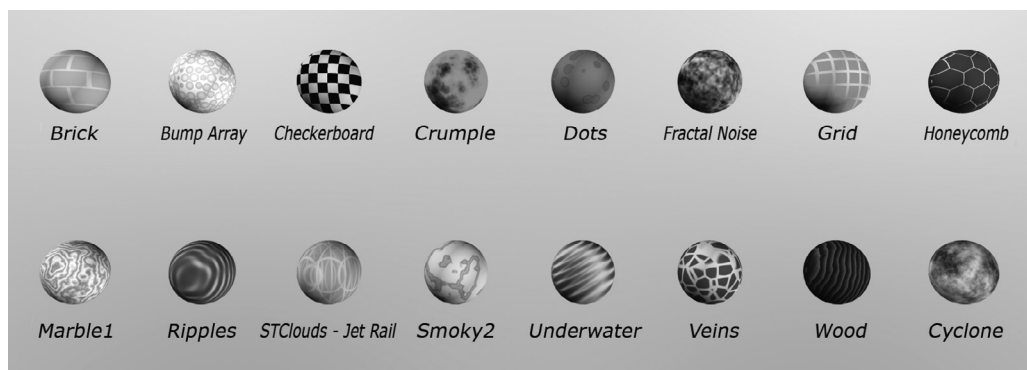 Brick Bump Array Checkerboard Crumple Dots Fractal Noise Grid Honeycomb
Marble1 Ripples STClouds - Jet Rail Smoky2 Underwater Veins Wood Cyclone